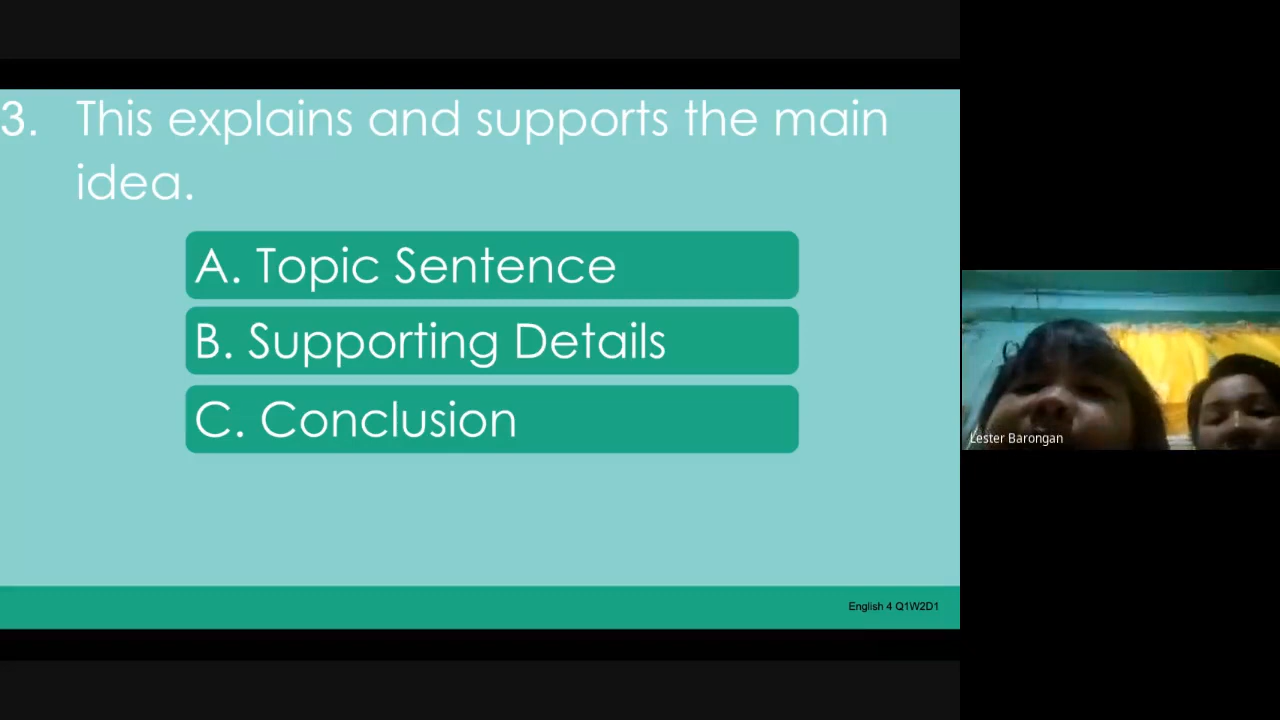 3. This explains and supports the main
idea.
A. Topic Sentence
B. Supporting Details
C. Conclusion
Lester Barongan
English 4 Q1W2D1